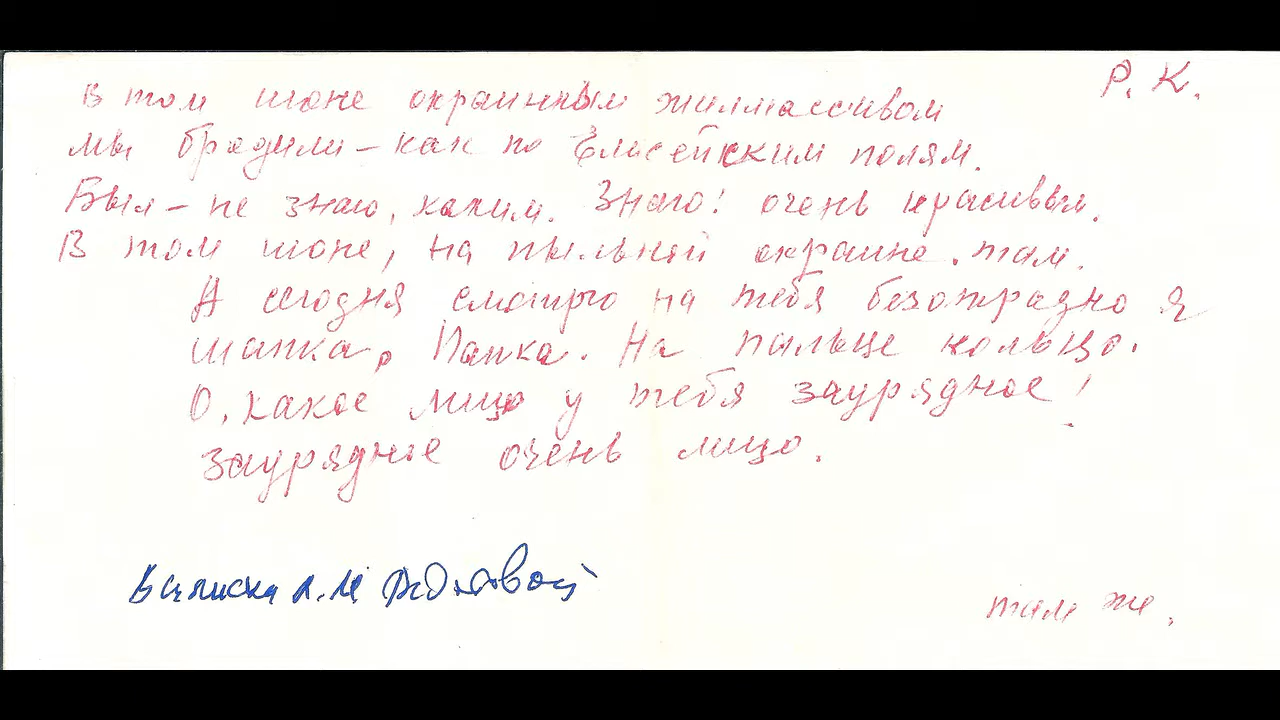 Р. К.
в том июне окраинным жилмассивом
мы бродили – как по Елисейским полям.
Был – не знаю, каким. Знаю: очень красивым.
В том июне, на пыльной окраине. там.
А сегодня смотрю на тебя безотрадно я
шапка, Папка. На пальце кольцо.
О, какое лицо у тебя заурядное!
заурядное очень лицо.
Выписка Л. М.
там же.